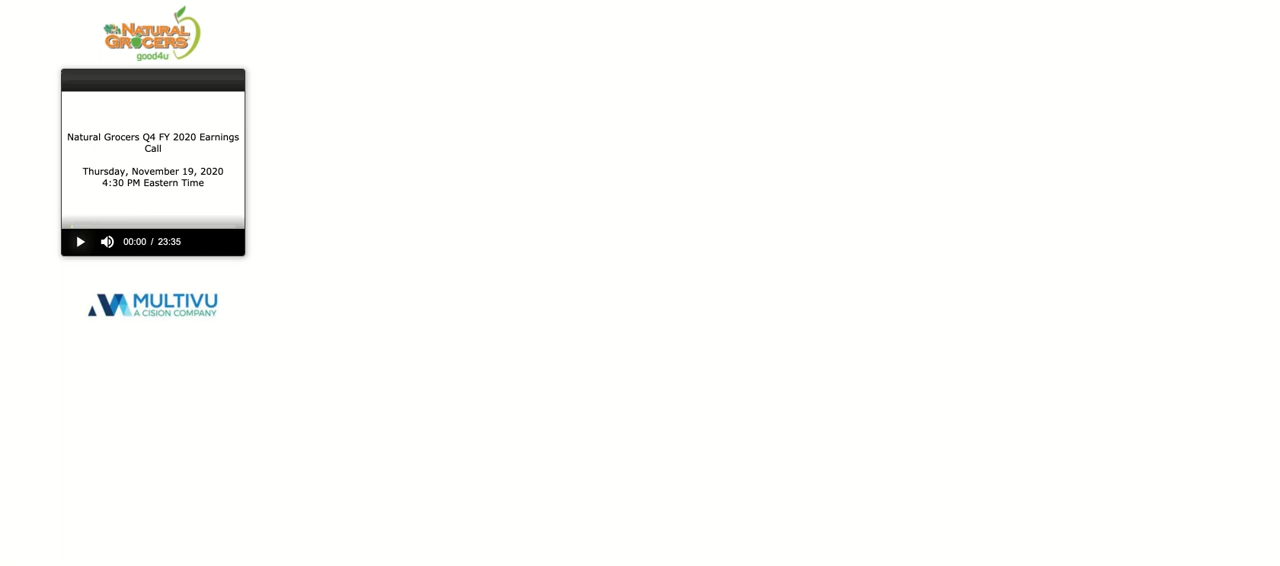 NATURAL
GROCERS
good4u
Natural Grocers Q4 FY 2020 Earnings
Call
Thursday, November 19, 2020
4:30 PM Eastern Time
00:00 / 23:35
MULTIVU
A CISION COMPANY